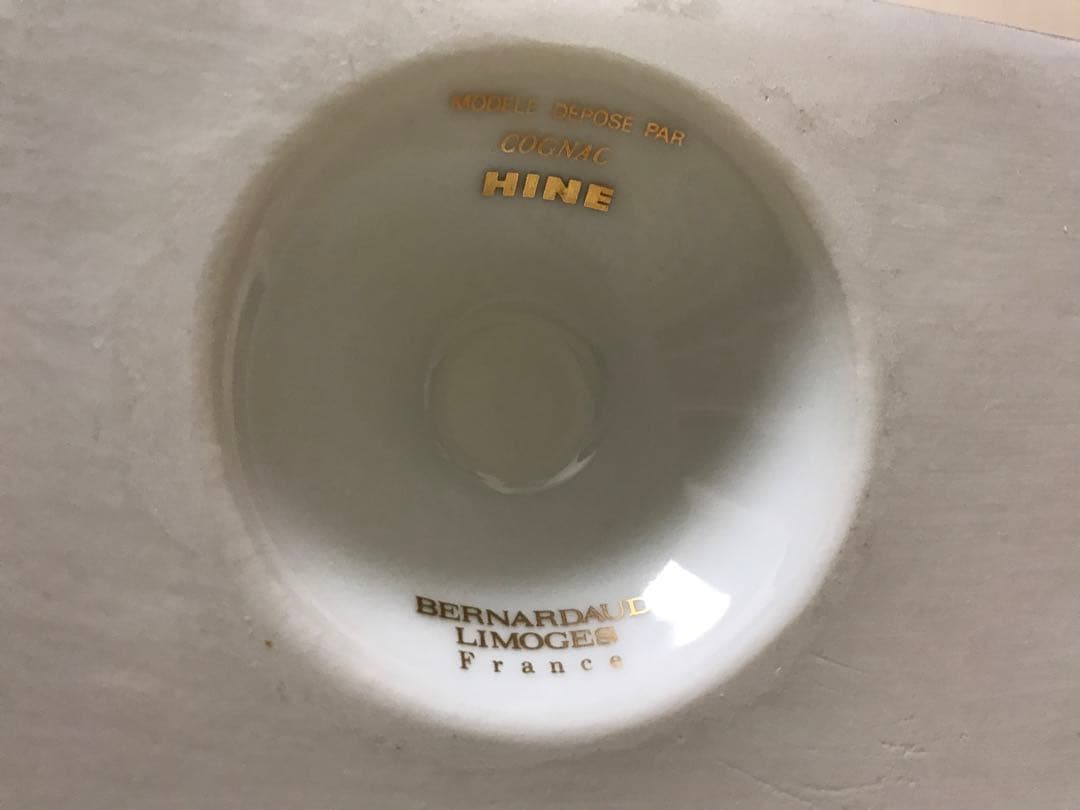 MODELE DEPOSE PAR
COGNAC
HINE
BERNARDAUD
LIMOGES
France